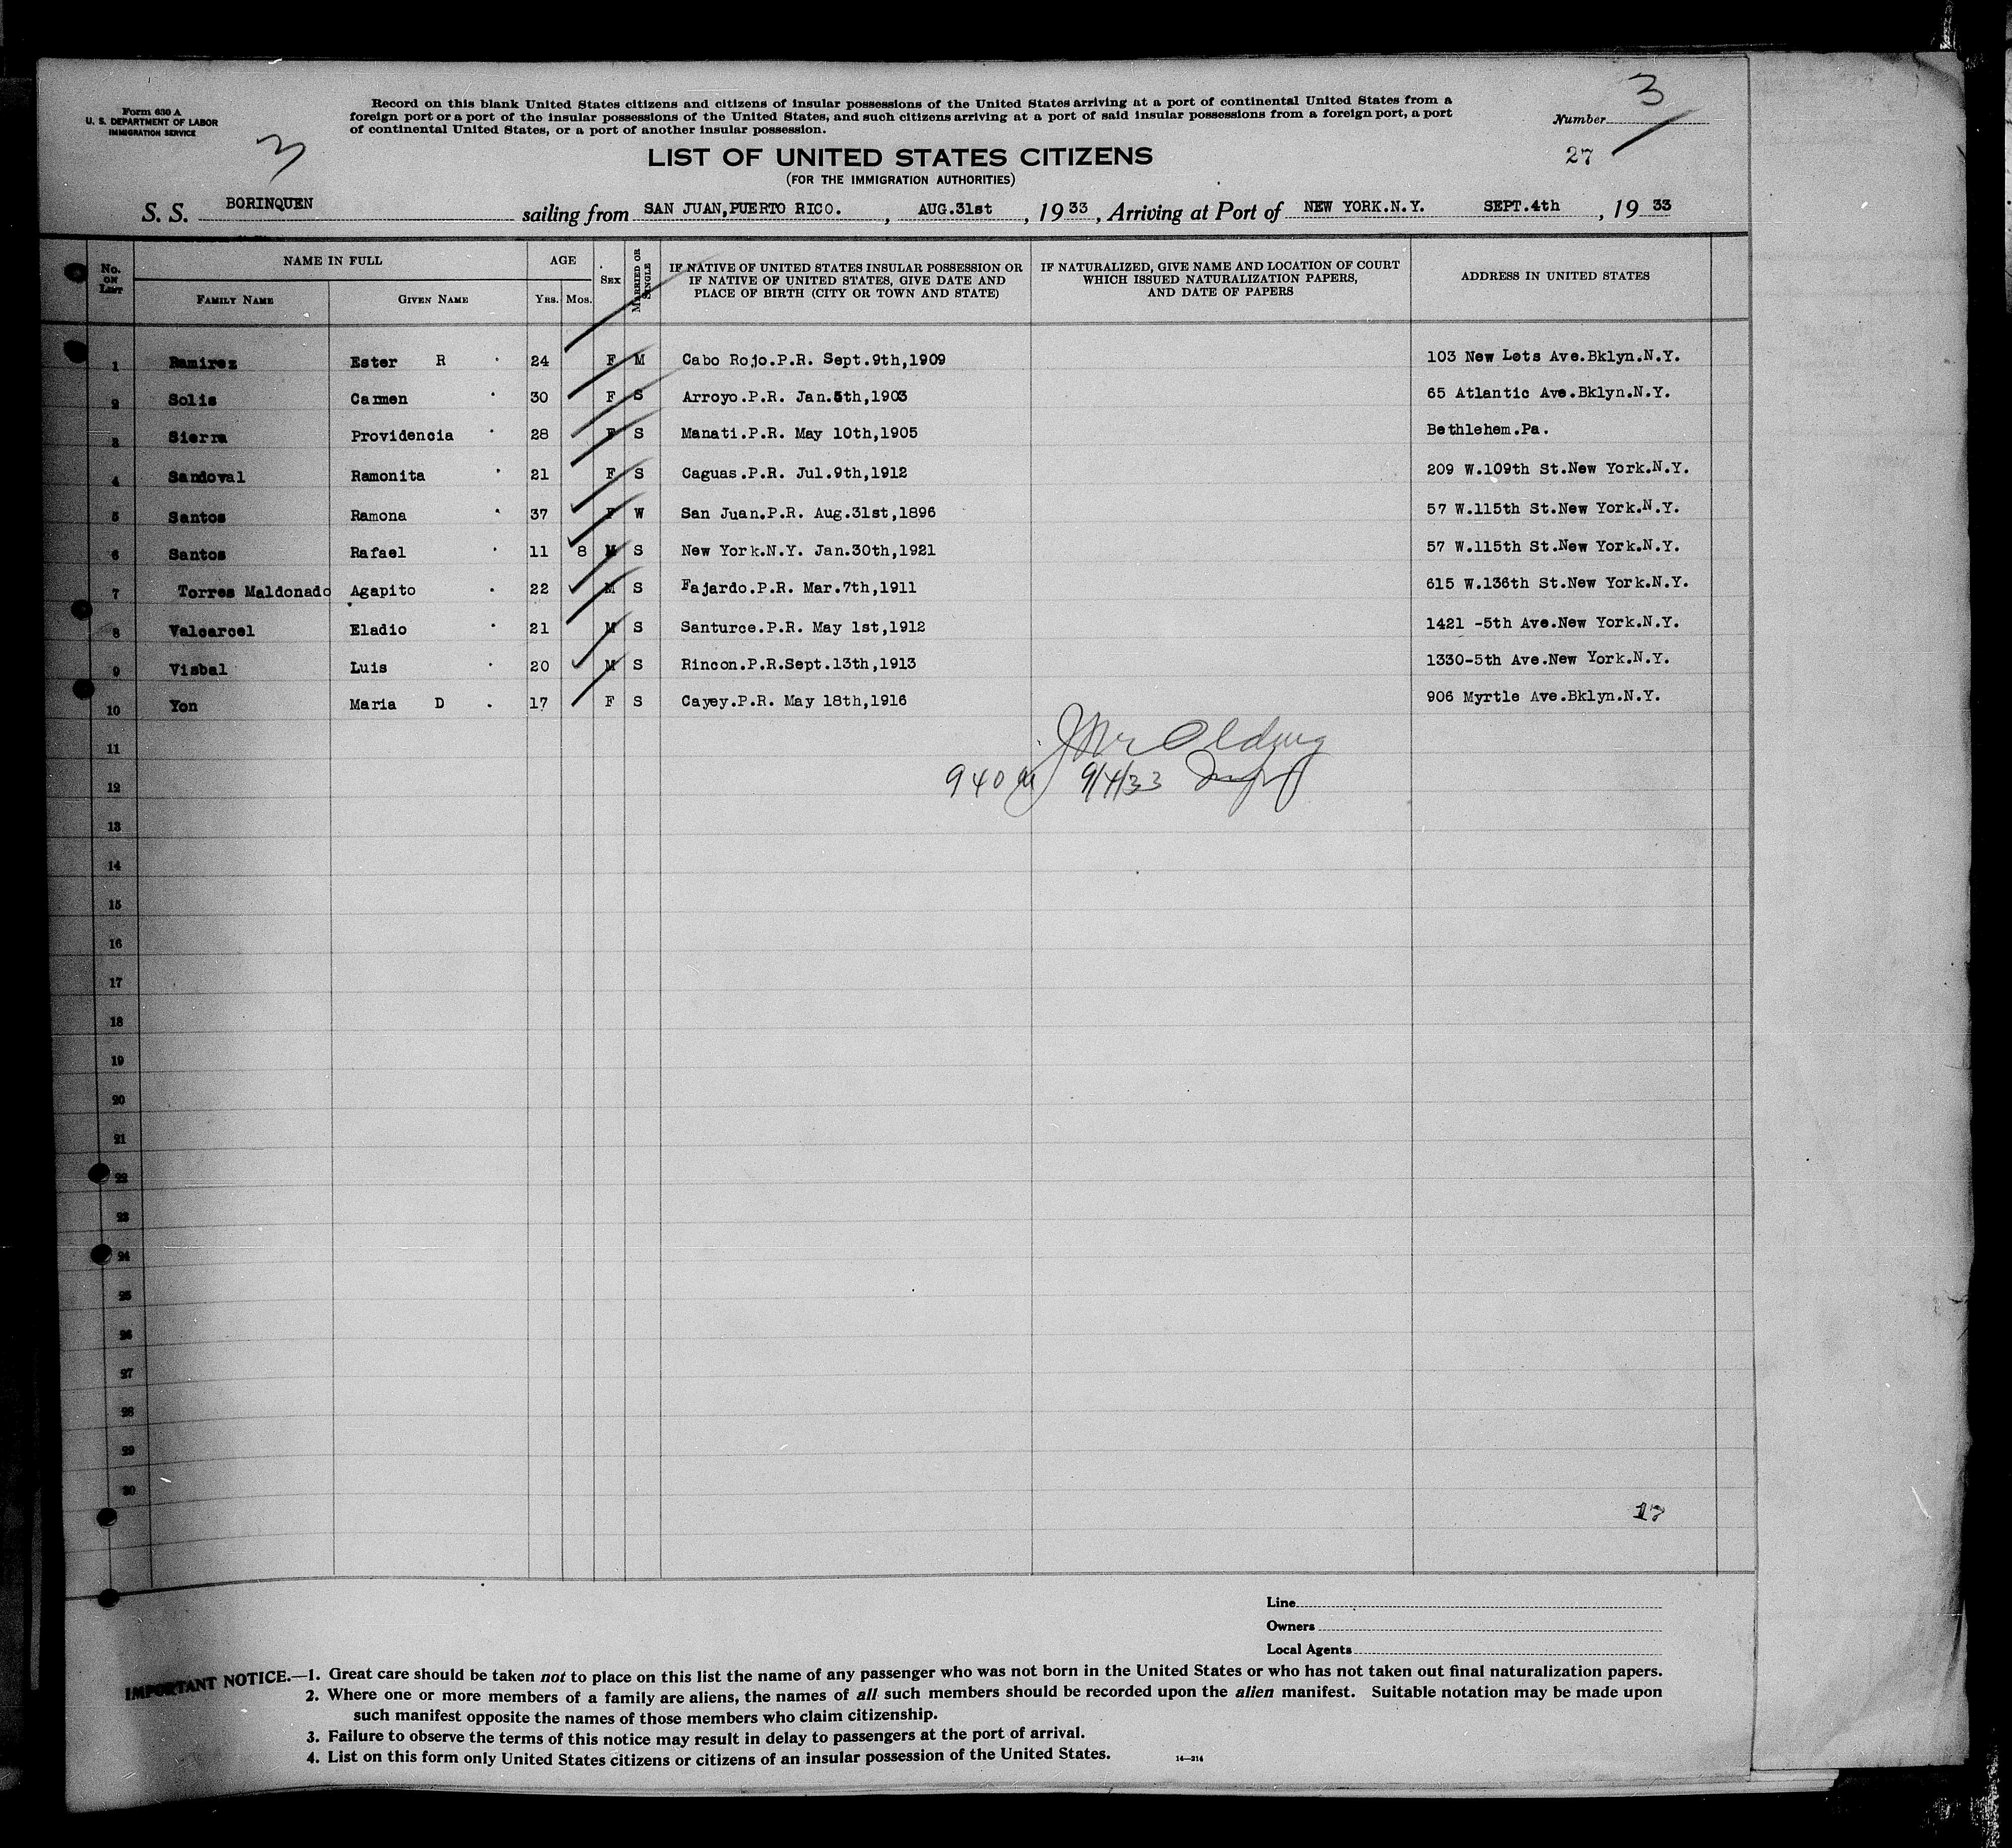 Form 630 A
U. S. DEPARTMENT OF LABOR
IMMIGRATION SERVICE
3
Record on this blank United States citizens and citizens of insular possessions of the United States arriving at a port of continental United States from a
foreign port or a port of the insular possessions of the United States, and such citizens arriving at a port of said insular possessions from a foreign port, a port
of continental United States, or a port of another insular possession.
3
Number
27
LIST OF UNITED STATES CITIZENS
(FOR THE IMMIGRATION AUTHORITIES)
S. S. BORINQUEN sailing from SAN JUAN,PUERTO RICO. , AUG.31st , 1933, Arriving at Port of NEW YORK.N.Y. SEPT.4th , 1933
No. ON LIST NAME IN FULL AGE SEX MARRIED OR SINGLE IF NATIVE OF UNITED STATES INSULAR POSSESSION OR IF NATIVE OF UNITED STATES, GIVE DATE AND PLACE OF BIRTH (CITY OR TOWN AND STATE) IF NATURALIZED, GIVE NAME AND LOCATION OF COURT WHICH ISSUED NATURALIZATION PAPERS, AND DATE OF PAPERS ADDRESS IN UNITED STATES
FAMILY NAME GIVEN NAME YRS. MOS.
1 Ramirez Ester R 24 F M Cabo Rojo.P.R. Sept.9th,1909 103 New Lots Ave.Bklyn.N.Y.
2 Solis Carmen 30 F S Arroyo.P.R. Jan.5th,1903 65 Atlantic Ave.Bklyn.N.Y.
3 Sierra Providencia 28 F S Manati.P.R. May 10th,1905 Bethlehem.Pa.
4 Sandoval Ramonita 21 F S Caguas.P.R. Jul.9th,1912 209 W.109th St.New York.N.Y.
5 Santos Ramona 37 F W San Juan.P.R. Aug.31st,1896 57 W.115th St.New York.N.Y.
6 Santos Rafael 11 8 M S New York.N.Y. Jan.30th,1921 57 W.115th St.New York.N.Y.
7 Torres Maldonado Agapito 22 M S Fajardo.P.R. Mar.7th,1911 615 W.136th St.New York.N.Y.
8 Valcarcel Eladio 21 M S Santurce.P.R. May 1st,1912 1421 -5th Ave.New York.N.Y.
9 Visbal Luis 20 M S Rincon.P.R.Sept.13th,1913 1330-5th Ave.New York.N.Y.
10 Yon Maria D 17 F S Cayey.P.R. May 18th,1916 906 Myrtle Ave.Bklyn.N.Y.
11
12 940 9/4/33
13
14
15
16
17
18
19
20
21
22
23
24
25
26
27
28
29
30
17
Line
Owners
Local Agents
IMPORTANT NOTICE.—1. Great care should be taken not to place on this list the name of any passenger who was not born in the United States or who has not taken out final naturalization papers.
2. Where one or more members of a family are aliens, the names of all such members should be recorded upon the alien manifest. Suitable notation may be made upon
such manifest opposite the names of those members who claim citizenship.
3. Failure to observe the terms of this notice may result in delay to passengers at the port of arrival.
4. List on this form only United States citizens or citizens of an insular possession of the United States.
14—214